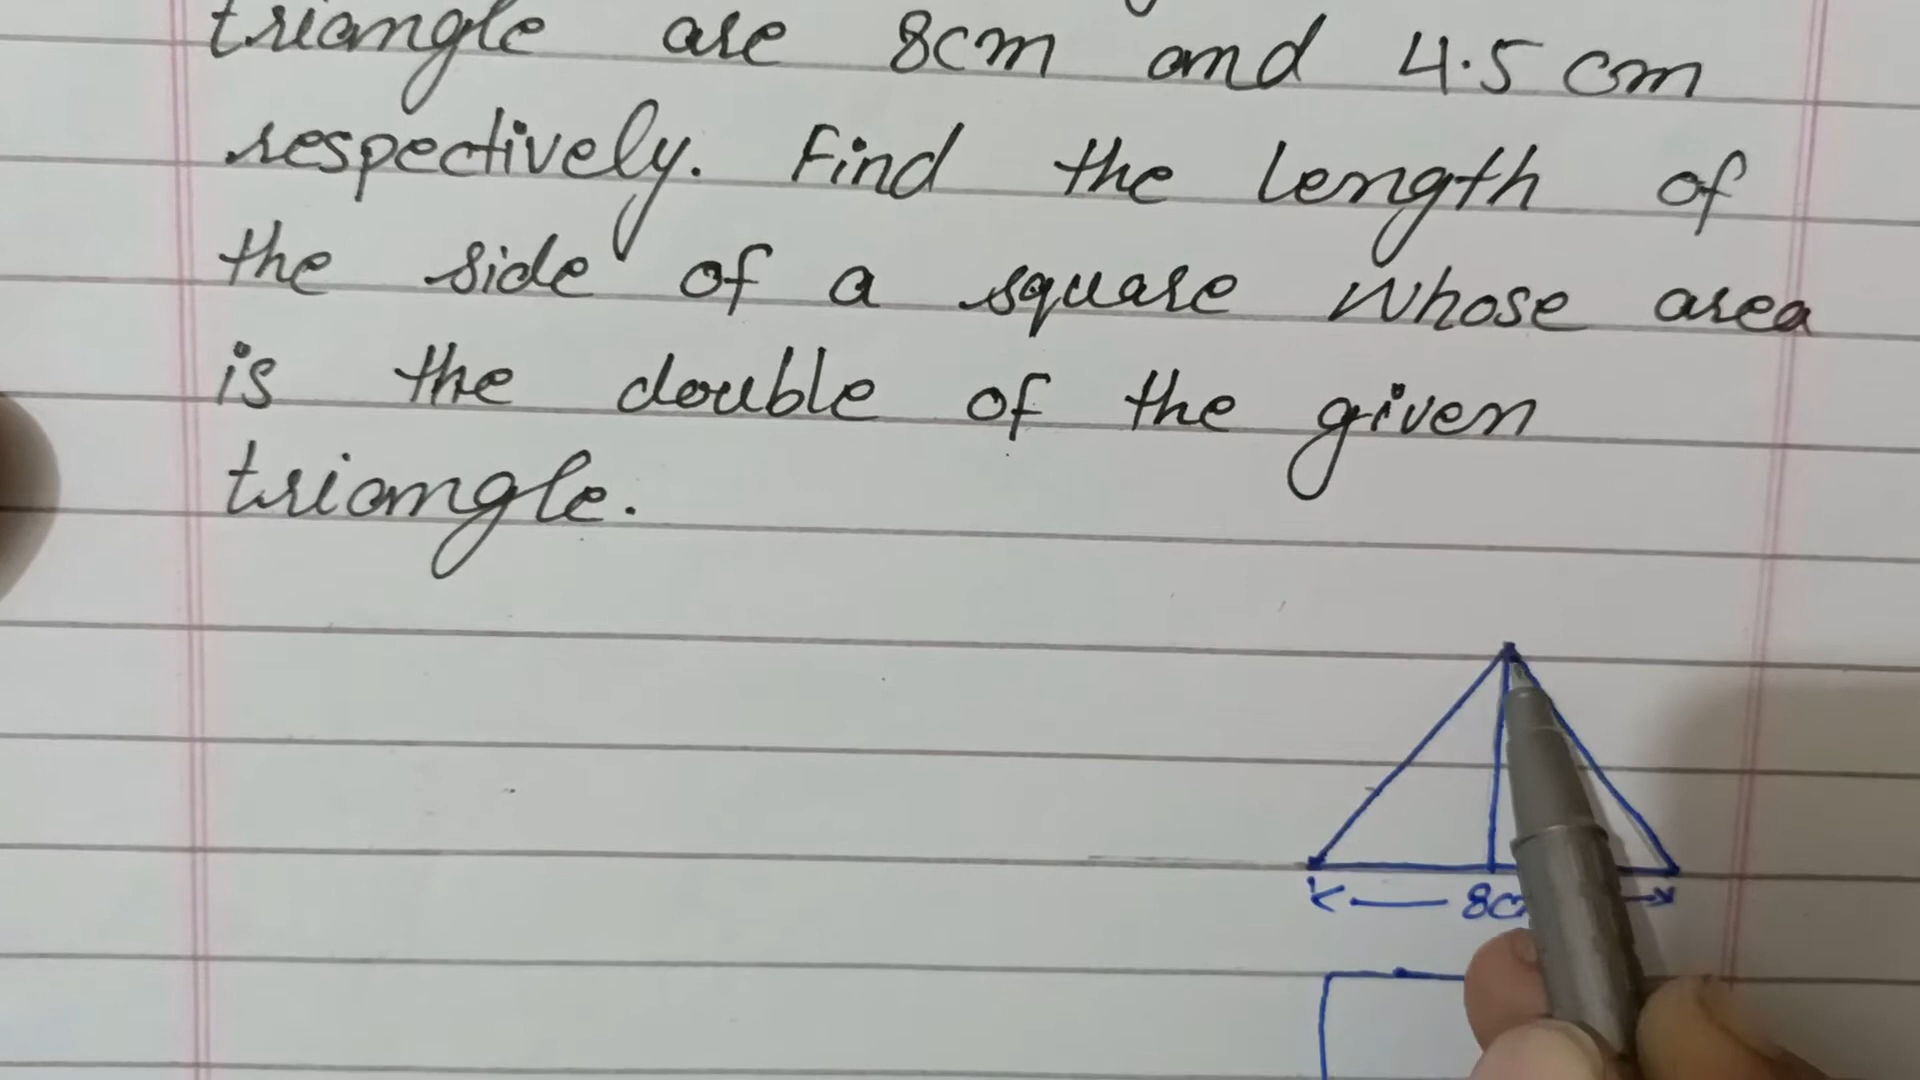 triangle are 8cm and 4.5 cm
respectively. Find the length of
the side of a square whose area
is the double of the given
triangle.